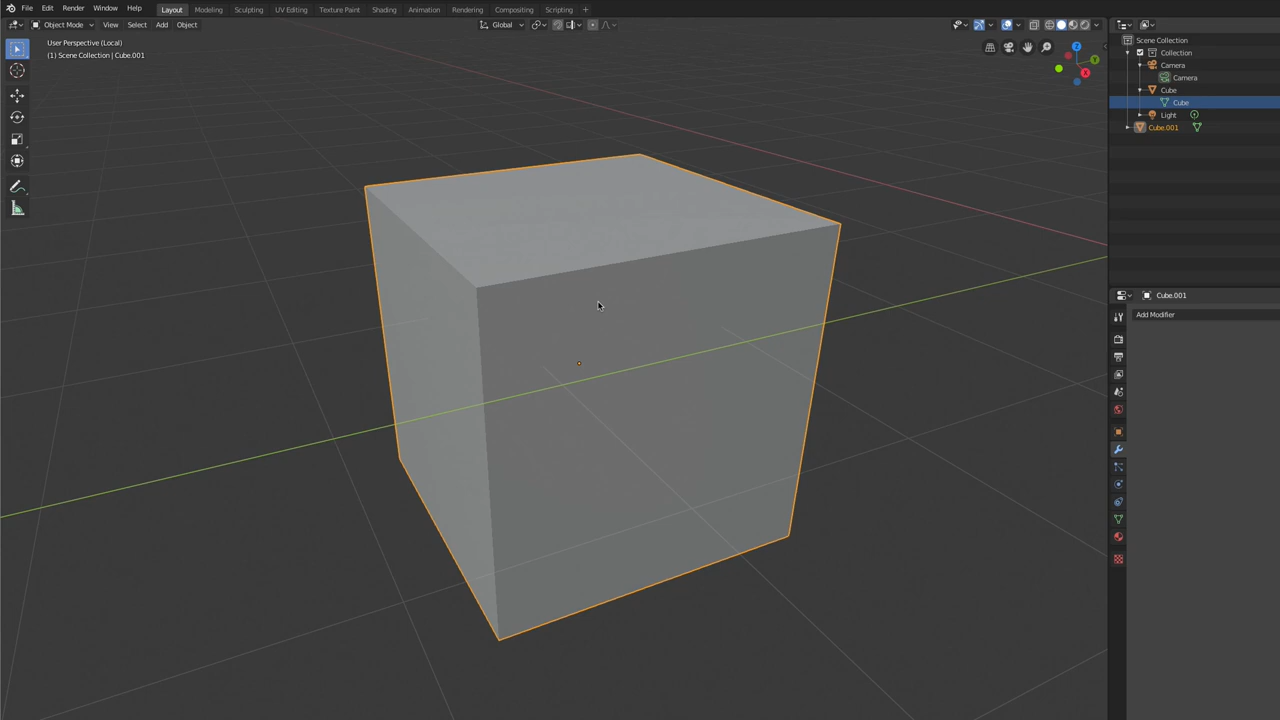 File Edit Render Window Help Layout Modeling Sculpting UV Editing Texture Paint Shading Animation Rendering Compositing Scripting +
Object Mode View Select Add Object Global
User Perspective (Local)
(1) Scene Collection | Cube.001
Z
Y
X
Scene Collection
Collection
Camera
Camera
Cube
Cube
Light
Cube.001
Cube.001
Add Modifier